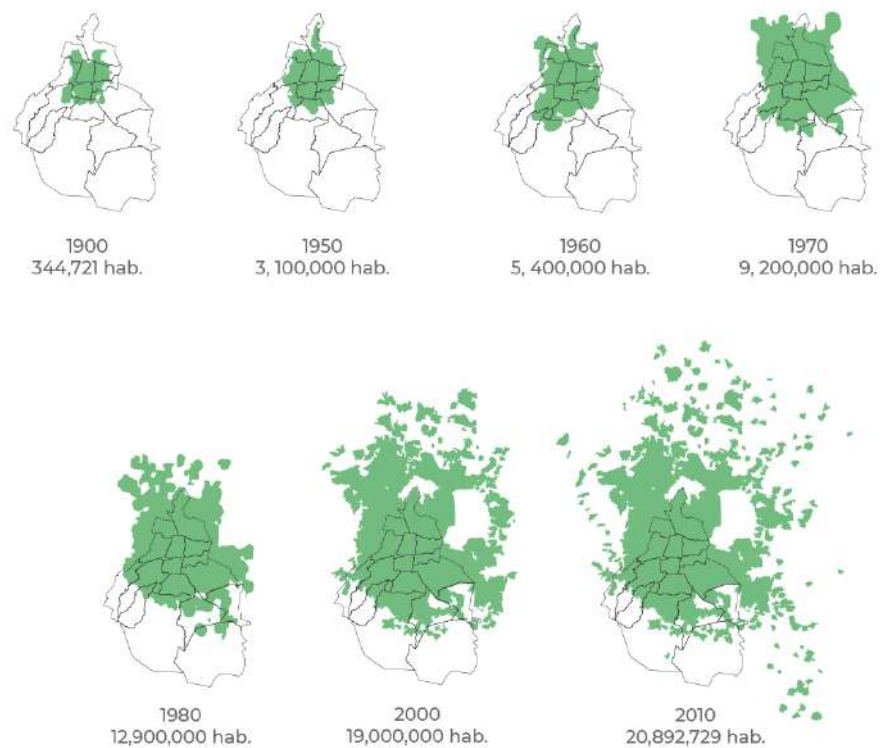 1900
344,721 hab.
1950
3, 100,000 hab.
1960
5, 400,000 hab.
1970
9, 200,000 hab.
1980
12,900,000 hab.
2000
19,000,000 hab.
2010
20,892,729 hab.